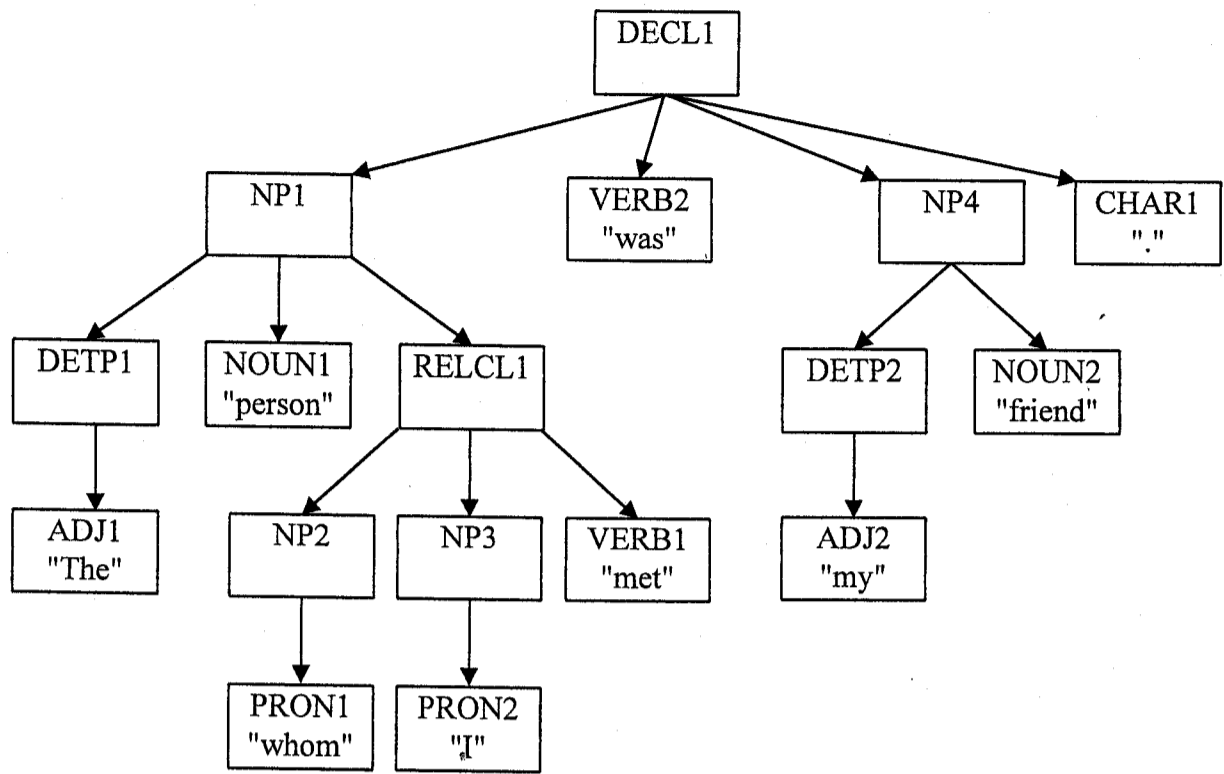 DECL1
NP1
VERB2
"was"
NP4
CHAR1
"."
DETP1
NOUN1
"person"
RELCL1
DETP2
NOUN2
"friend"
ADJ1
"The"
NP2
NP3
VERB1
"met"
ADJ2
"my"
PRON1
"whom"
PRON2
"I"